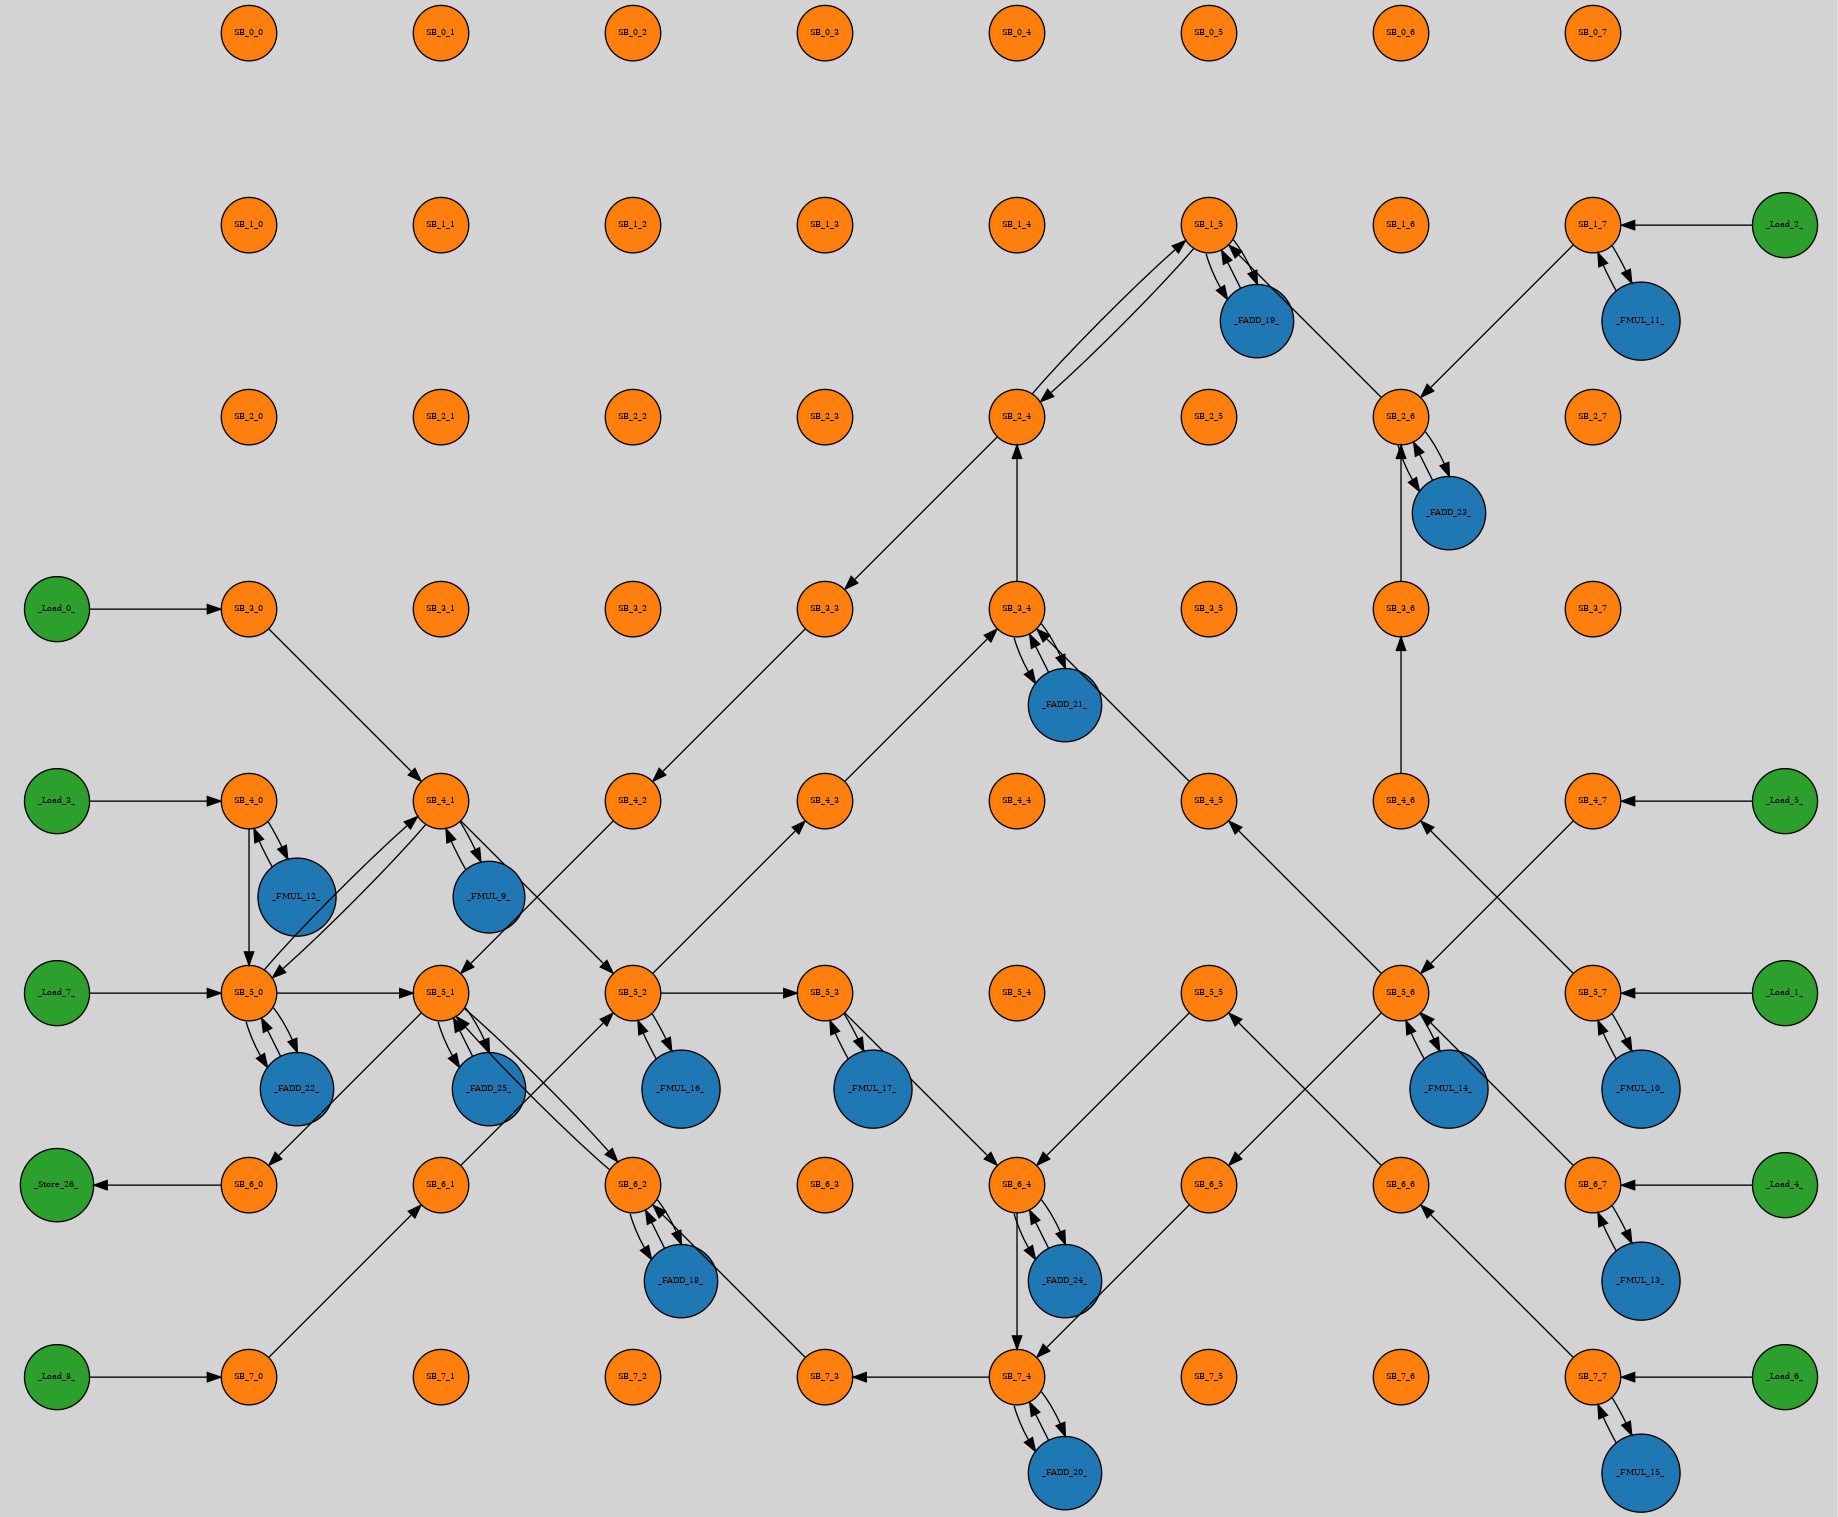 SB_0_0 SB_0_1 SB_0_2 SB_0_3 SB_0_4 SB_0_5 SB_0_6 SB_0_7
SB_1_0 SB_1_1 SB_1_2 SB_1_3 SB_1_4 SB_1_5 SB_1_6 SB_1_7 _Load_2_
_FADD_19_ _FMUL_11_
SB_2_0 SB_2_1 SB_2_2 SB_2_3 SB_2_4 SB_2_5 SB_2_6 SB_2_7
_FADD_23_
_Load_0_ SB_3_0 SB_3_1 SB_3_2 SB_3_3 SB_3_4 SB_3_5 SB_3_6 SB_3_7
_FADD_21_
_Load_3_ SB_4_0 SB_4_1 SB_4_2 SB_4_3 SB_4_4 SB_4_5 SB_4_6 SB_4_7 _Load_5_
_FMUL_12_ _FMUL_9_
_Load_7_ SB_5_0 SB_5_1 SB_5_2 SB_5_3 SB_5_4 SB_5_5 SB_5_6 SB_5_7 _Load_1_
_FADD_22_ _FADD_25_ _FMUL_16_ _FMUL_17_ _FMUL_14_ _FMUL_10_
_Store_26_ SB_6_0 SB_6_1 SB_6_2 SB_6_3 SB_6_4 SB_6_5 SB_6_6 SB_6_7 _Load_4_
_FADD_18_ _FADD_24_ _FMUL_13_
_Load_8_ SB_7_0 SB_7_1 SB_7_2 SB_7_3 SB_7_4 SB_7_5 SB_7_6 SB_7_7 _Load_6_
_FADD_20_ _FMUL_15_